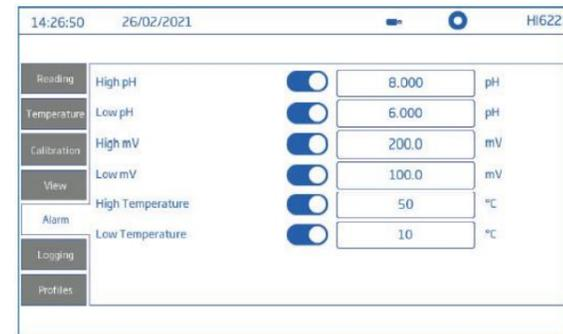 14:26:50 26/02/2021 HI622
Reading
Temperature
Calibration
View
Alarm
Logging
Profiles
High pH 8.000 pH
Low pH 6.000 pH
High mV 200.0 mV
Low mV 100.0 mV
High Temperature 50 °C
Low Temperature 10 °C